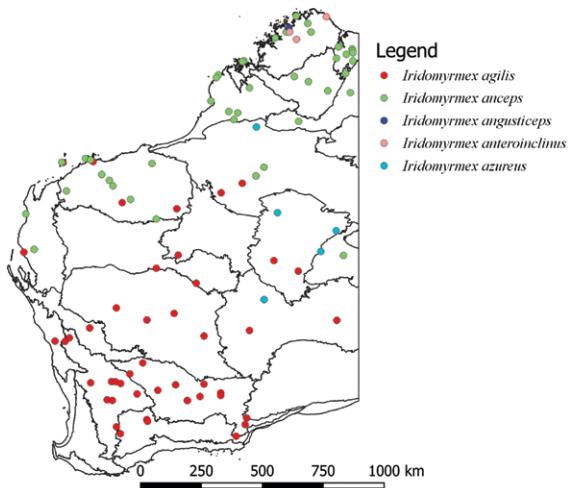 Legend
Iridomyrmex agilis
Iridomyrmex anceps
Iridomyrmex angusticeps
Iridomyrmex anteroinclinus
Iridomyrmex azureus
0 250 500 750 1000 km